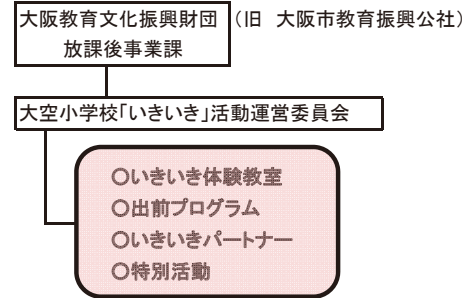 大阪教育文化振興財団 (旧 大阪市教育振興公社)
放課後事業課
大空小学校｢いきいき｣活動運営委員会
○いきいき体験教室
○出前プログラム
○いきいきパートナー
○特別活動